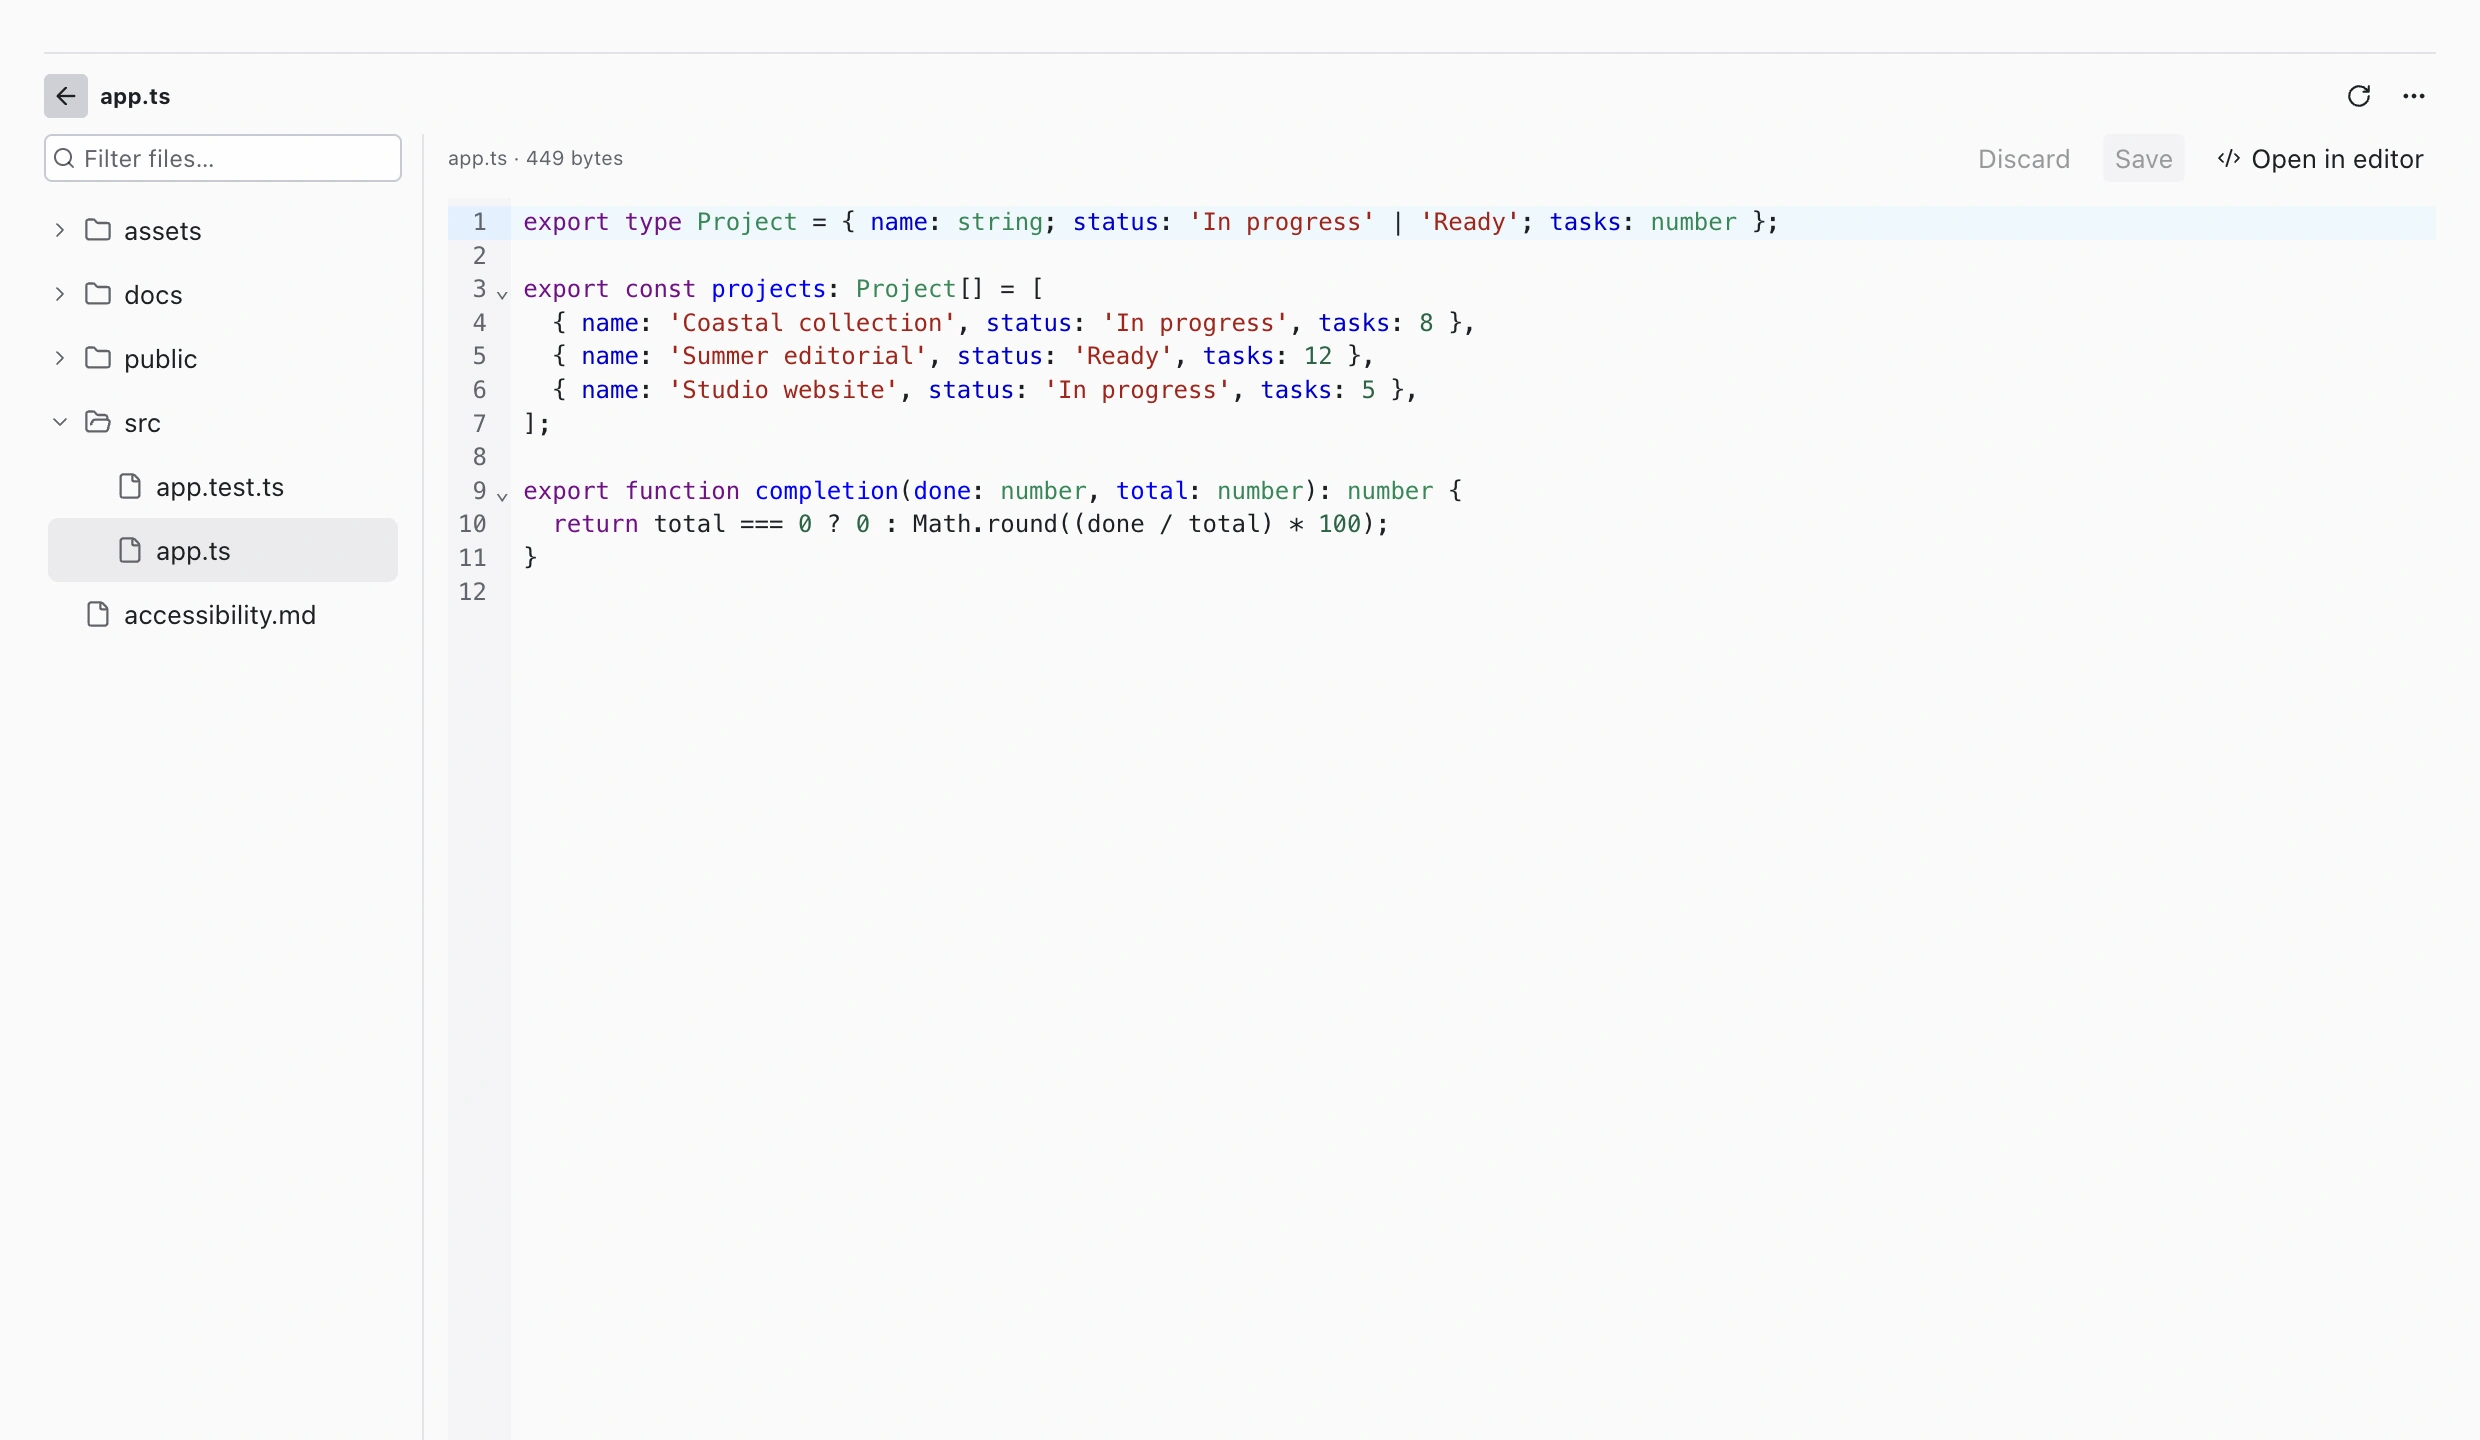 app.ts
Filter files...
assets
docs
public
src
app.test.ts
app.ts
accessibility.md
app.ts · 449 bytes
Discard Save </> Open in editor
1 export type Project = { name: string; status: 'In progress' | 'Ready'; tasks: number };
2
3 export const projects: Project[] = [
4   { name: 'Coastal collection', status: 'In progress', tasks: 8 },
5   { name: 'Summer editorial', status: 'Ready', tasks: 12 },
6   { name: 'Studio website', status: 'In progress', tasks: 5 },
7 ];
8
9 export function completion(done: number, total: number): number {
10   return total === 0 ? 0 : Math.round((done / total) * 100);
11 }
12